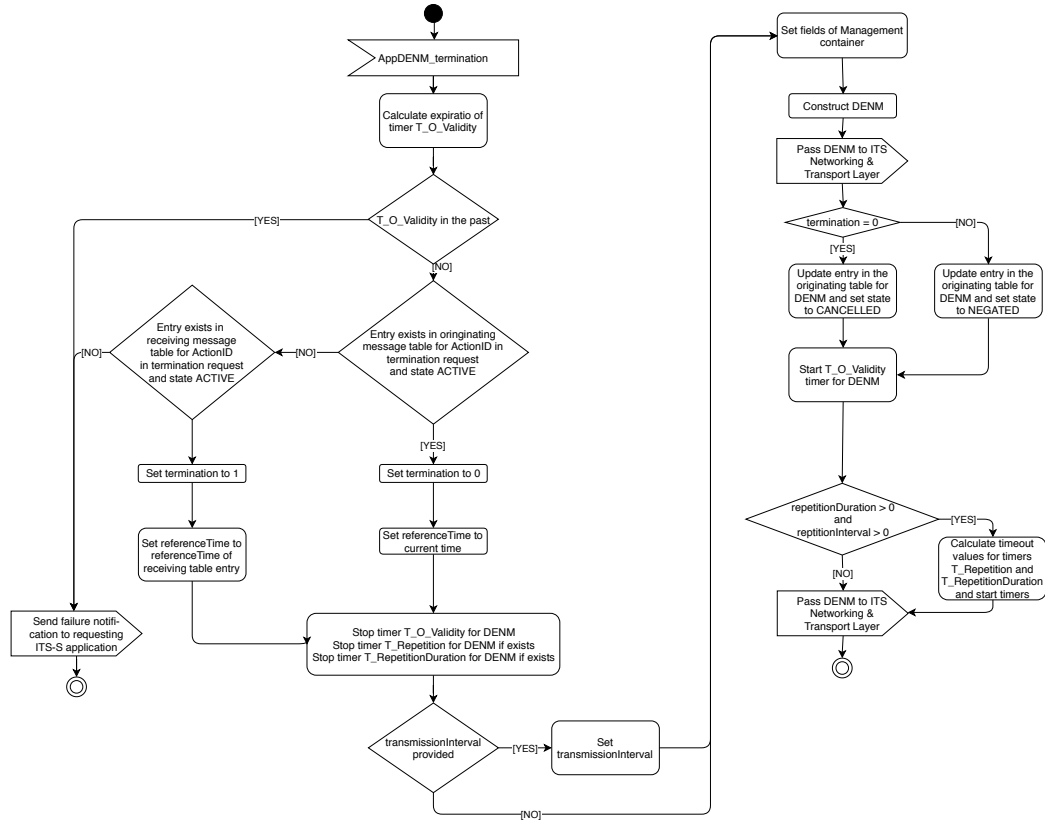 AppDENM_termination
Calculate expiratio of
timer T_O_Validity
T_O_Validity in the past
[YES]
[NO]
Entry exists in oringinating
message table for ActionID in
termination request
and state ACTIVE
[NO]
Entry exists in
receiving message
table for ActionID
in termination request
and state ACTIVE
[NO]
[YES]
Set termination to 1
Set termination to 0
Set referenceTime to
referenceTime of
receiving table entry
Set referenceTime to
current time
Send failure notifi-
cation to requesting
ITS-S application
Stop timer T_O_Validity for DENM
Stop timer T_Repetition for DENM if exists
Stop timer T_RepetitionDuration for DENM if exists
transmissionInterval
provided
[YES]
Set
transmissionInterval
[NO]
Set fields of Management
container
Construct DENM
Pass DENM to ITS
Networking &
Transport Layer
termination = 0
[NO]
[YES]
Update entry in the
originating table for
DENM and set state
to CANCELLED
Update entry in the
originating table for
DENM and set state
to NEGATED
Start T_O_Validity
timer for DENM
repetitionDuration > 0
and
reptitionInterval > 0
[YES]
Calculate timeout
values for timers
T_Repetition and
T_RepetitionDuration
and start timers
[NO]
Pass DENM to ITS
Networking &
Transport Layer